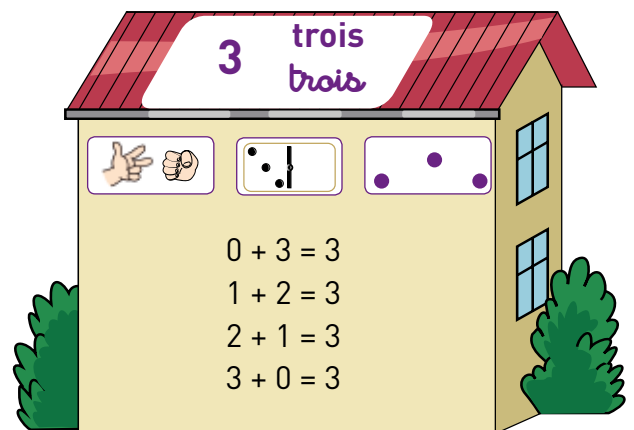 3 trois
trois
0 + 3 = 3
1 + 2 = 3
2 + 1 = 3
3 + 0 = 3